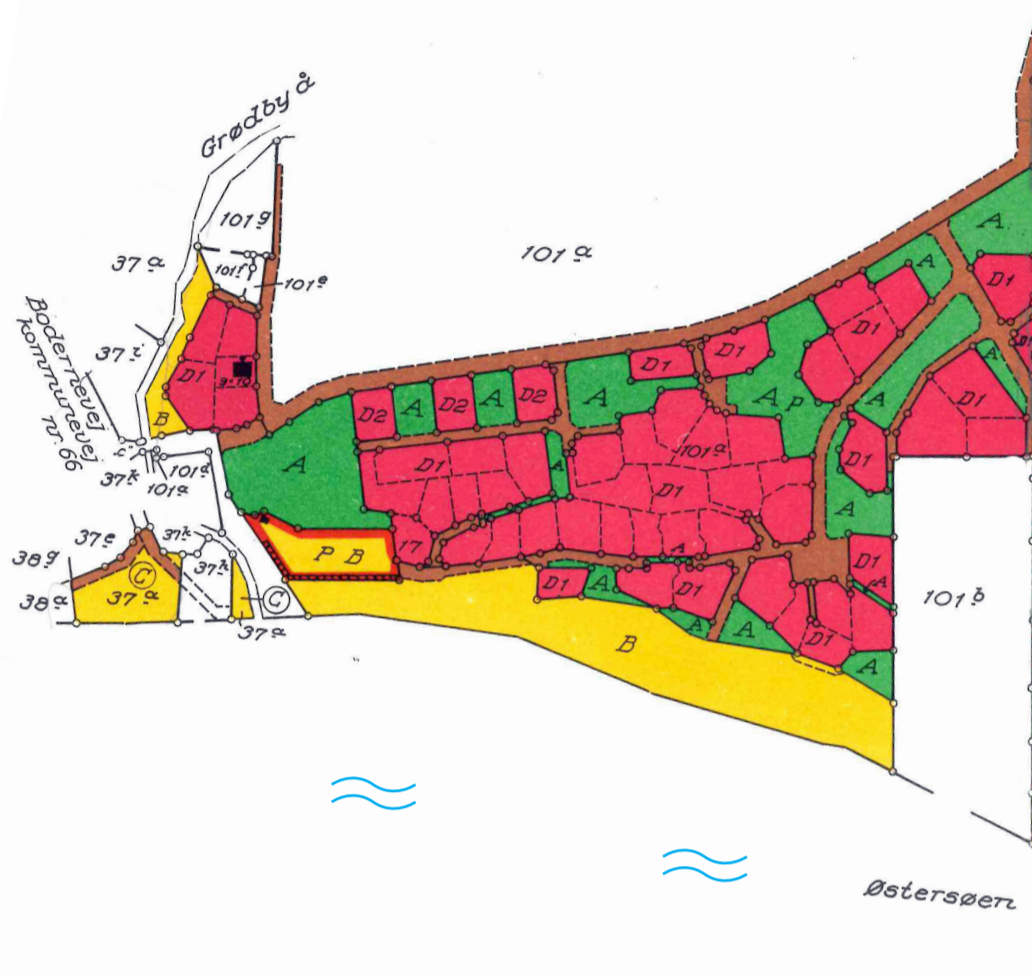 Grødby å
101 g
37 a
101 f
101 e
101 a
A
A
D1
Bodernevej
kommunevej
nr. 66
37 i
D1
B
D1
D1
D1
D1
A
D1
D2
A
D2
A
D2
A
A P
A
D1
101 d
37 k
101 a
A
D1
A
101 a
D1
D1
A
37 e
37 k
P B
17
A
38 g
37 h
C
37 a
38 a
C
37 a
D1
A
D1
D1
A
101 b
A
A
D1
A
B
Østersøen